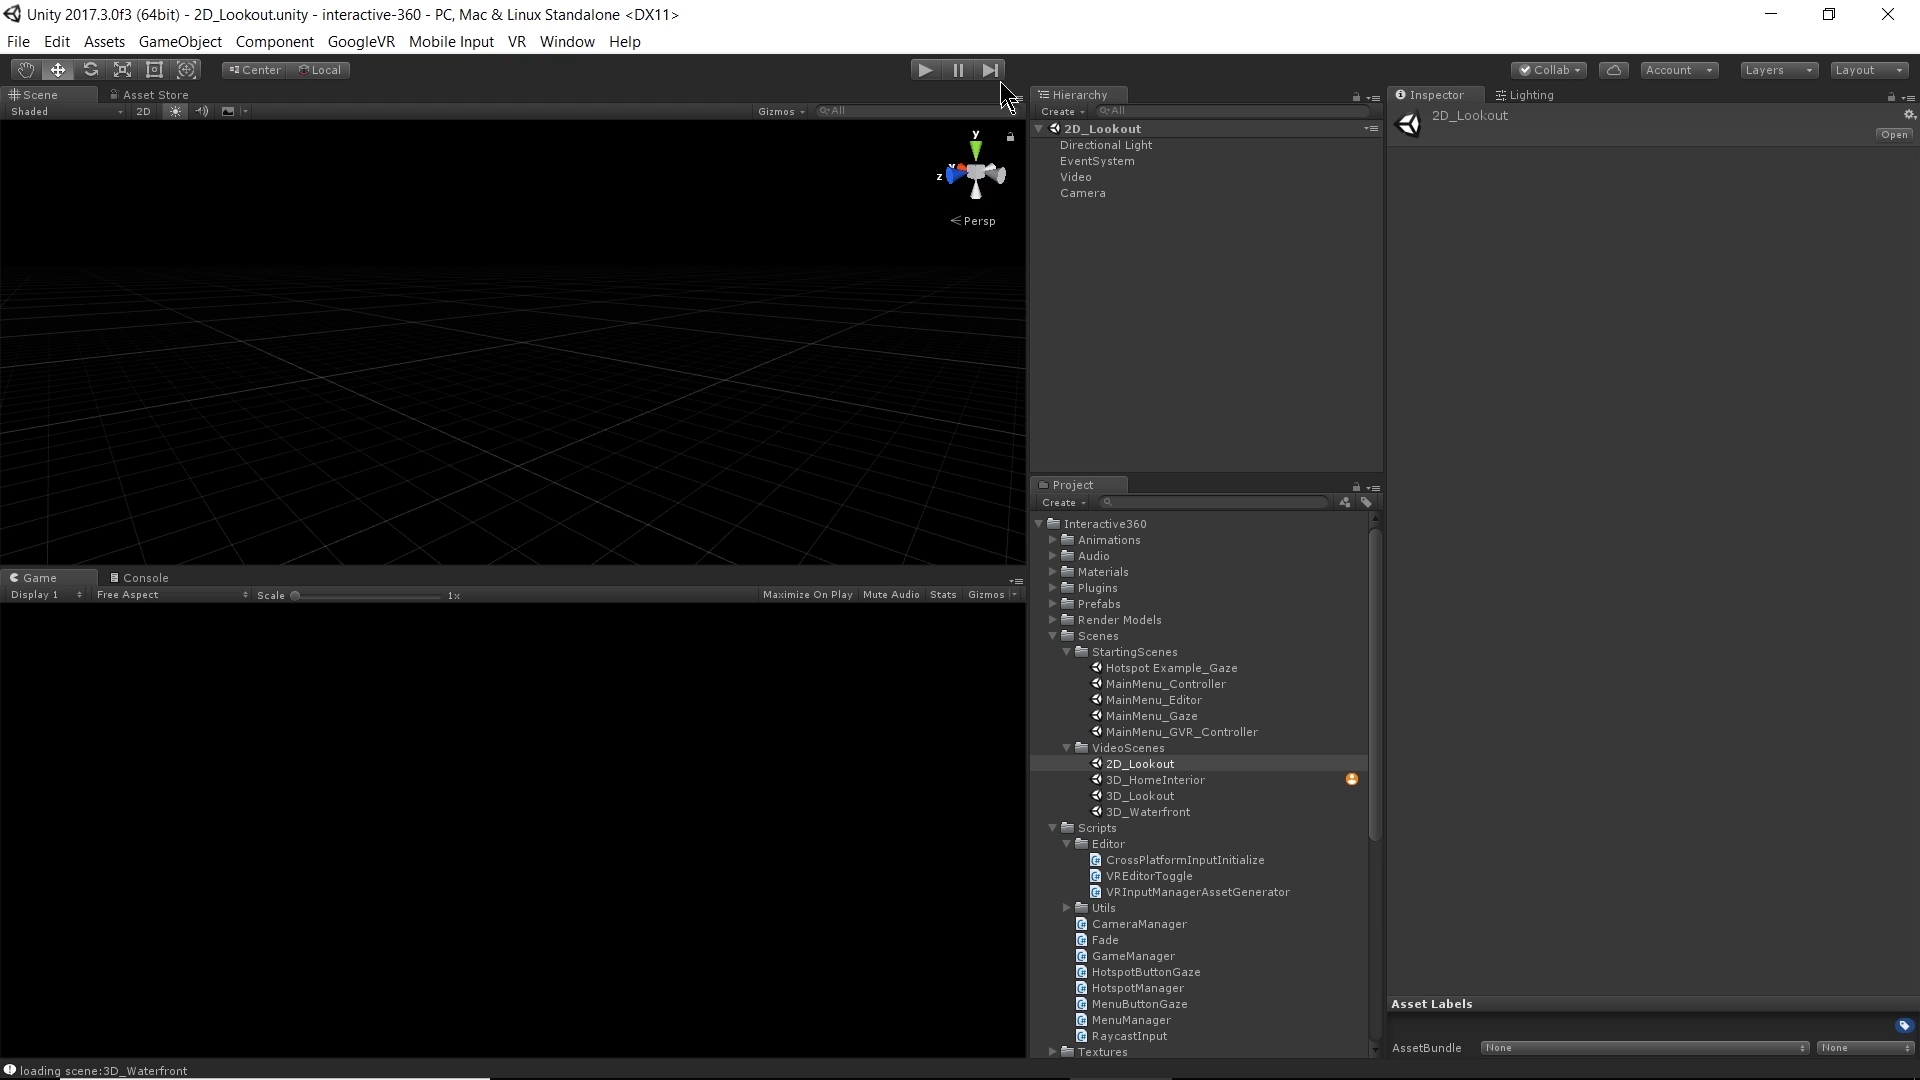 Unity 2017.3.0f3 (64bit) - 2D_Lookout.unity - interactive-360 - PC, Mac & Linux Standalone <DX11>
File Edit Assets GameObject Component GoogleVR Mobile Input VR Window Help
Center Local Collab Account Layers Layout
Scene Asset Store
Shaded 2D Gizmos All
y
z
Persp
Game Console
Display 1 Free Aspect Scale 1x Maximize On Play Mute Audio Stats Gizmos
Hierarchy
Create All
2D_Lookout
Directional Light
EventSystem
Video
Camera
Project
Create
Interactive360
Animations
Audio
Materials
Plugins
Prefabs
Render Models
Scenes
StartingScenes
Hotspot Example_Gaze
MainMenu_Controller
MainMenu_Editor
MainMenu_Gaze
MainMenu_GVR_Controller
VideoScenes
2D_Lookout
3D_HomeInterior
3D_Lookout
3D_Waterfront
Scripts
Editor
CrossPlatformInputInitialize
VREditorToggle
VRInputManagerAssetGenerator
Utils
CameraManager
Fade
GameManager
HotspotButtonGaze
HotspotManager
MenuButtonGaze
MenuManager
RaycastInput
Textures
Inspector Lighting
2D_Lookout
Open
Asset Labels
AssetBundle None None
loading scene:3D_Waterfront